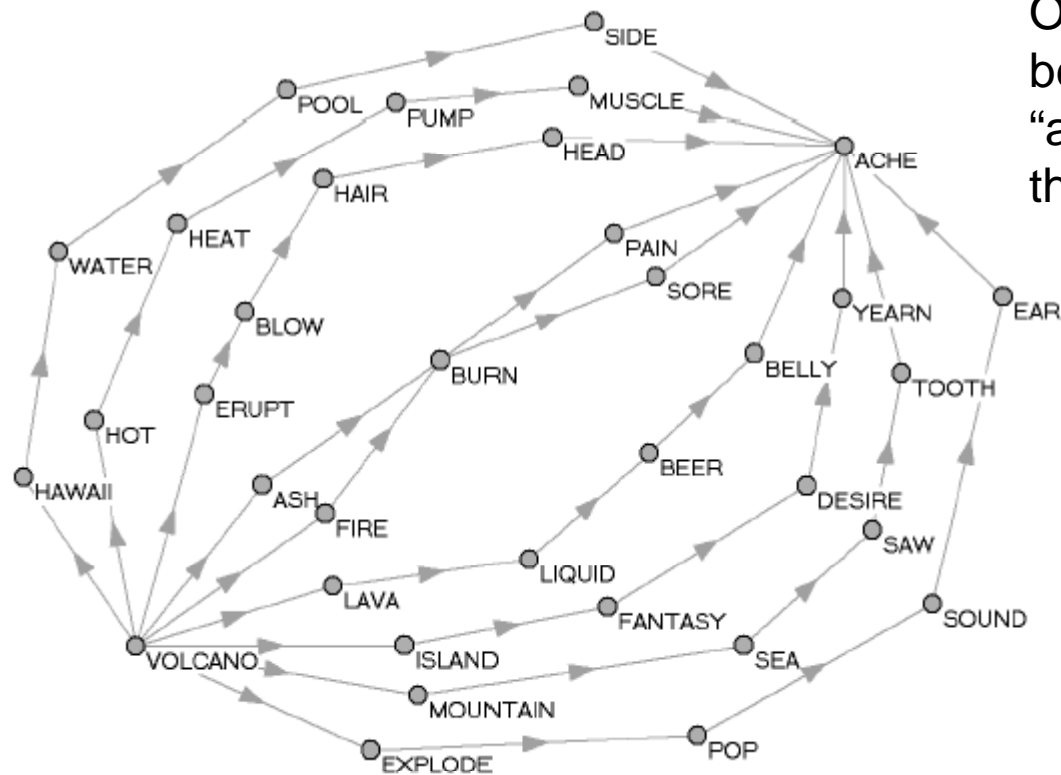 SIDE
POOL
PUMP
MUSCLE
HEAD
ACHE
HAIR
HEAT
PAIN
WATER
SORE
YEARN
EAR
BLOW
BURN
BELLY
TOOTH
ERUPT
HOT
BEER
HAWAII
ASH
DESIRE
FIRE
SAW
LIQUID
LAVA
FANTASY
SOUND
VOLCANO
ISLAND
SEA
MOUNTAIN
POP
EXPLODE